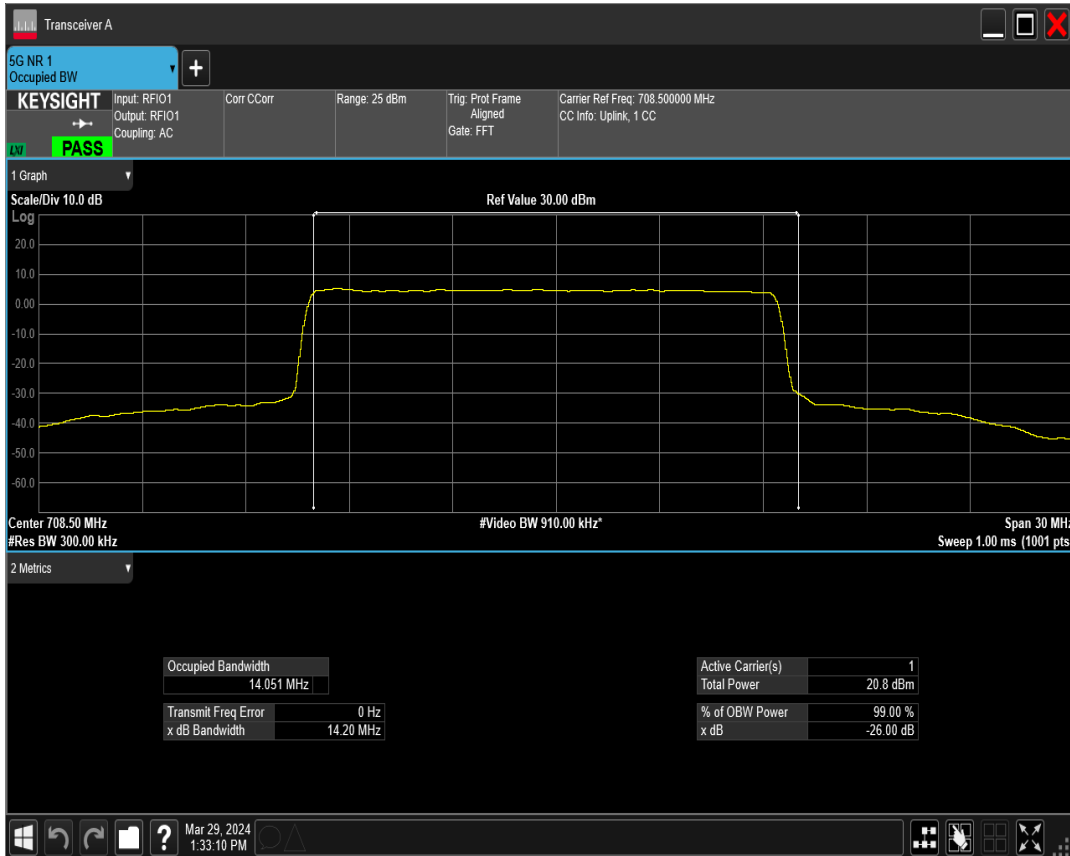 Transceiver A
5G NR 1
Occupied BW
+
KEYSIGHT
LXI
PASS
Input: RFIO1
Output: RFIO1
Coupling: AC
Corr CCorr
Range: 25 dBm
Trig: Prot Frame
Aligned
Gate: FFT
Carrier Ref Freq: 708.500000 MHz
CC Info: Uplink, 1 CC
1 Graph
Scale/Div 10.0 dB
Ref Value 30.00 dBm
Log
20.0
10.0
0.00
-10.0
-20.0
-30.0
-40.0
-50.0
-60.0
Center 708.50 MHz
#Video BW 910.00 kHz*
Span 30 MHz
#Res BW 300.00 kHz
Sweep 1.00 ms (1001 pts
2 Metrics
Occupied Bandwidth
14.051 MHz
Transmit Freq Error 0 Hz
x dB Bandwidth 14.20 MHz
Active Carrier(s) 1
Total Power 20.8 dBm
% of OBW Power 99.00 %
x dB -26.00 dB
?
Mar 29, 2024
1:33:10 PM